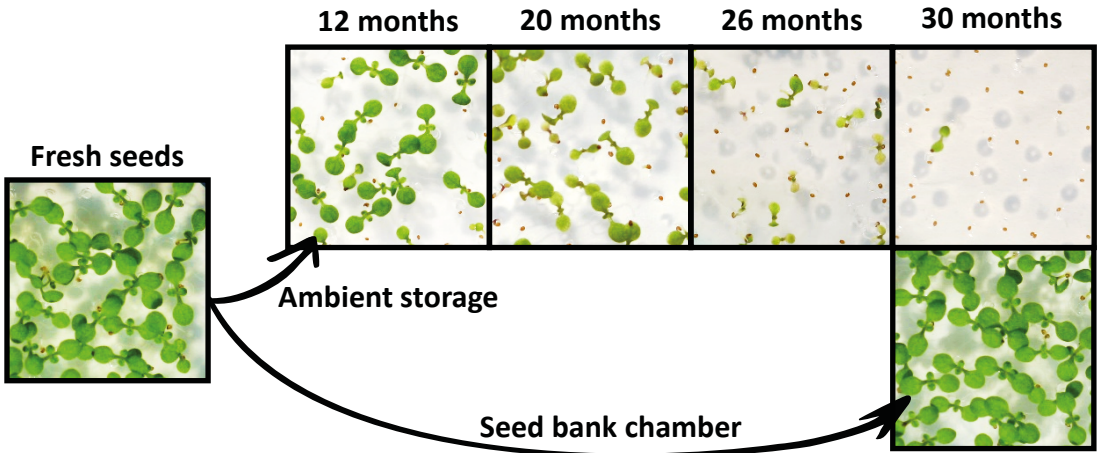 12 months
20 months
26 months
30 months
Fresh seeds
Ambient storage
Seed bank chamber